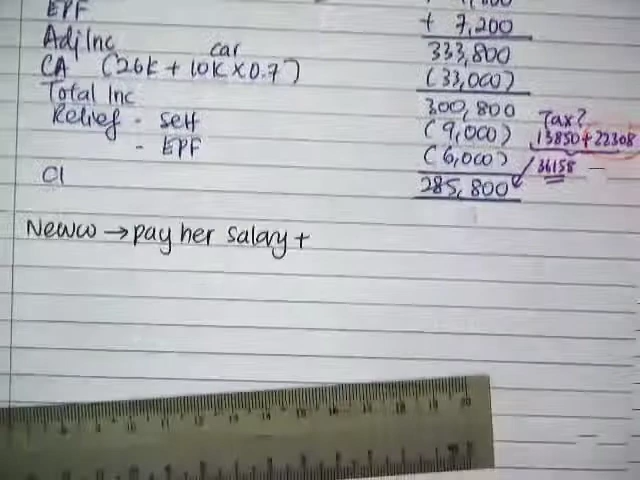 EPF + 7,200
Adj Inc 333,800
car
CA (26k + 10k x 0.7) (33,000)
Total Inc 300,800
Relief - self (9,000)
- EPF (6,000)
Tax?
13850 + 22308
36158
CI 285,800
Newco → pay her salary +